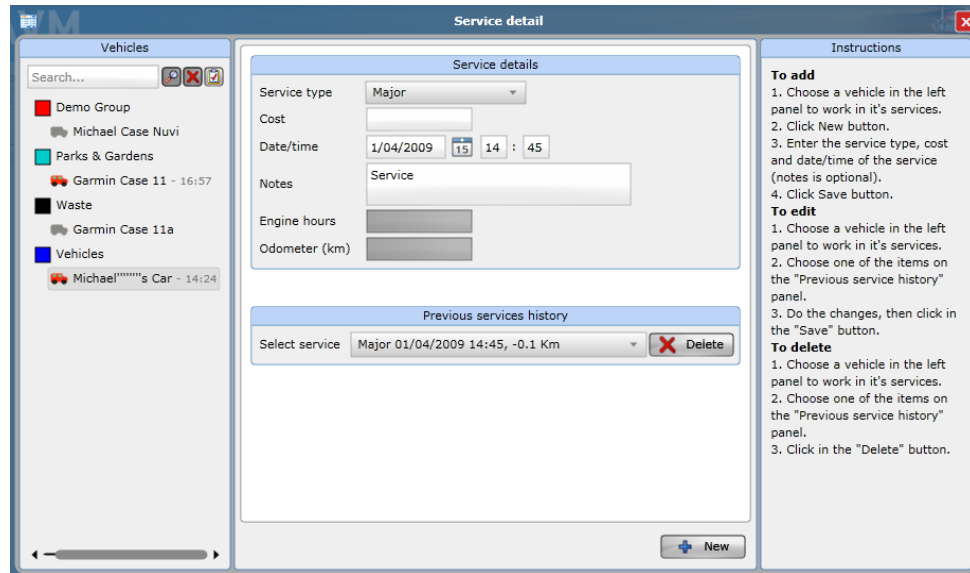 VM
Service detail
Vehicles
Search...
Demo Group
Michael Case Nuvi
Parks & Gardens
Garmin Case 11 - 16:57
Waste
Garmin Case 11a
Vehicles
Michael""""'s Car - 14:24
Service details
Service type Major
Cost
Date/time 1/04/2009 15 14 : 45
Notes Service
Engine hours
Odometer (km)
Previous services history
Select service Major 01/04/2009 14:45, -0.1 Km Delete
New
Instructions
To add
1. Choose a vehicle in the left
panel to work in it's services.
2. Click New button.
3. Enter the service type, cost
and date/time of the service
(notes is optional).
4. Click Save button.
To edit
1. Choose a vehicle in the left
panel to work in it's services.
2. Choose one of the items on
the "Previous service history"
panel.
3. Do the changes, then click in
the "Save" button.
To delete
1. Choose a vehicle in the left
panel to work in it's services.
2. Choose one of the items on
the "Previous service history"
panel.
3. Click in the "Delete" button.